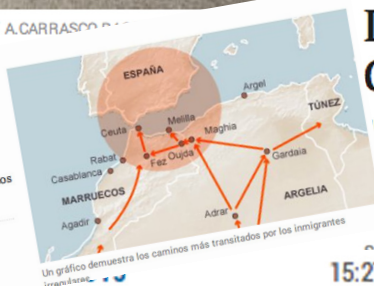 A.CARRASCO
ESPAÑA
Argel
TÚNEZ
Melilla
Ceuta
Maghia
Rabat
Fez Oujda
Casablanca
Gardaia
MARRUECOS
ARGELIA
Agadir
Adrar
Un gráfico demuestra los caminos más transitados por los inmigrantes
15:2